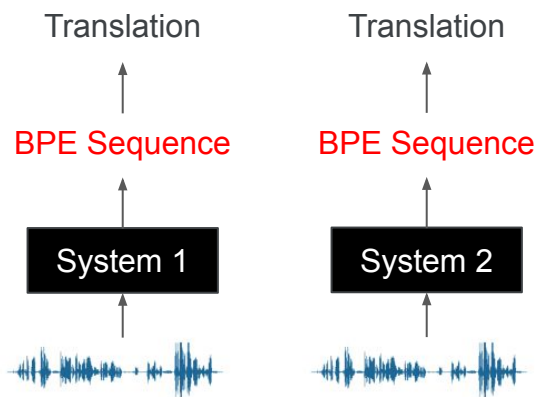 Translation
BPE Sequence
System 1
Translation
BPE Sequence
System 2